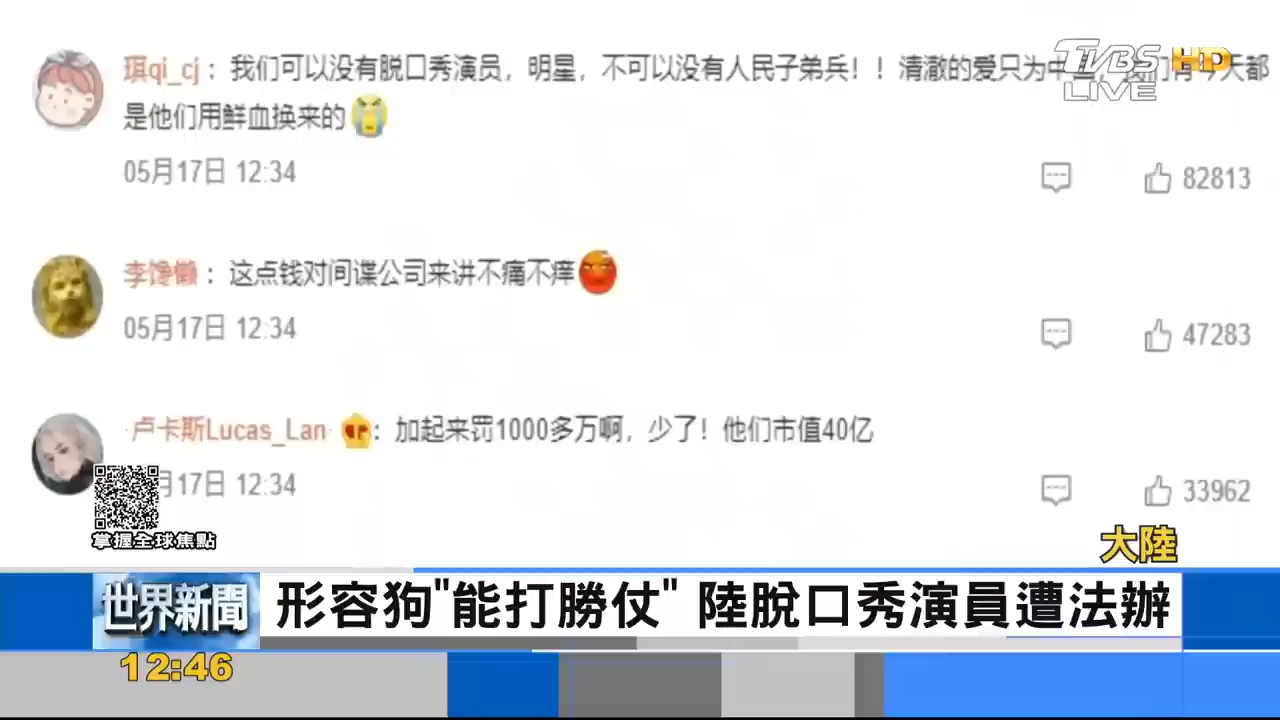 琪qi_cj：我们可以没有脱口秀演员，明星，不可以没有人民子弟兵！！清澈的爱只为中
今天都
TVBS HD
LIVE
是他们用鲜血换来的
05月17日 12:34
82813
李馋懒：这点钱对间谍公司来讲不痛不痒
05月17日 12:34
47283
·卢卡斯Lucas_Lan：加起来罚1000多万啊，少了！他们市值40亿
月17日 12:34
33962
掌握全球焦點
大陸
世界新聞
形容狗"能打勝仗" 陸脫口秀演員遭法辦
12:46